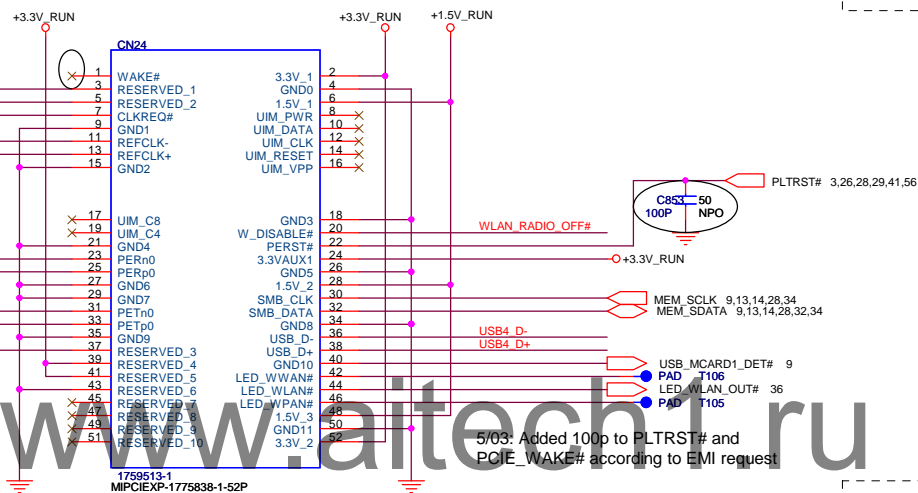 +3.3V_RUN
+3.3V_RUN
+1.5V_RUN
CN24
1 WAKE# 3.3V_1 2
3 RESERVED_1 GND0 4
5 RESERVED_2 1.5V_1 6
7 CLKREQ# UIM_PWR 8
9 GND1 UIM_DATA 10
11 REFCLK- UIM_CLK 12
13 REFCLK+ UIM_RESET 14
15 GND2 UIM_VPP 16
PLTRST# 3,26,28,29,41,56
C853 50
100P NPO
17 UIM_C8 GND3 18
19 UIM_C4 W_DISABLE# 20 WLAN_RADIO_OFF#
21 GND4 PERST# 22
23 PERn0 3.3VAUX1 24 +3.3V_RUN
25 PERp0 GND5 26
27 GND6 1.5V_2 28
29 GND7 SMB_CLK 30 MEM_SCLK 9,13,14,28,34
31 PETn0 SMB_DATA 32 MEM_SDATA 9,13,14,28,32,34
33 PETp0 GND8 34
35 GND9 USB_D- 36 USB4_D-
37 RESERVED_3 USB_D+ 38 USB4_D+
39 RESERVED_4 GND10 40 USB_MCARD1_DET# 9
41 RESERVED_5 LED_WWAN# 42 PAD T106
43 RESERVED_6 LED_WLAN# 44 LED_WLAN_OUT# 36
45 RESERVED_7 LED_WPAN# 46 PAD T105
47 RESERVED_8 1.5V_3 48
49 RESERVED_9 GND11 50
51 RESERVED_10 3.3V_2 52
www.aitech1.ru
5/03: Added 100p to PLTRST# and
PCIE_WAKE# according to EMI request
1759513-1
MIPCIEXP-1775838-1-52P